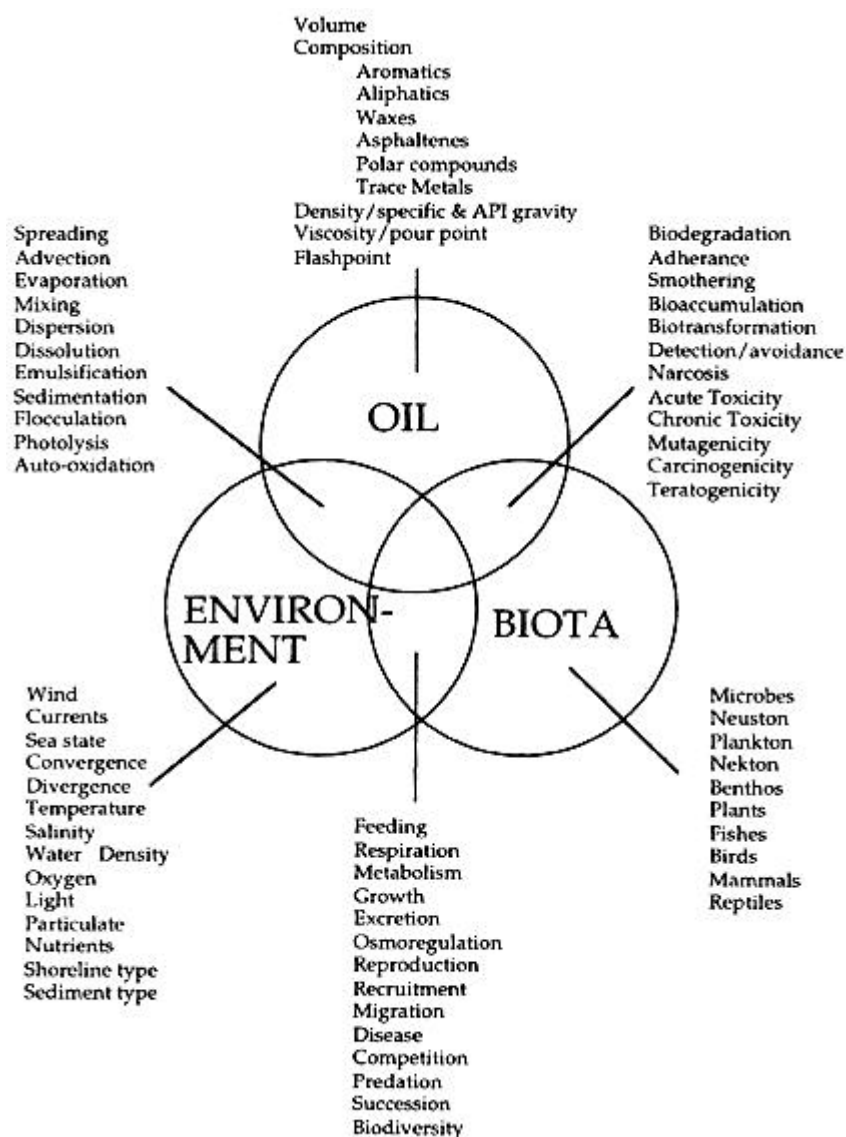 Volume
Composition
Aromatics
Aliphatics
Waxes
Asphaltenes
Polar compounds
Trace Metals
Density/specific & API gravity
Viscosity/pour point
Flashpoint
Spreading
Advection
Evaporation
Mixing
Dispersion
Dissolution
Emulsification
Sedimentation
Flocculation
Photolysis
Auto-oxidation
Biodegradation
Adherance
Smothering
Bioaccumulation
Biotransformation
Detection/avoidance
Narcosis
Acute Toxicity
Chronic Toxicity
Mutagenicity
Carcinogenicity
Teratogenicity
OIL
ENVIRON-
MENT
BIOTA
Wind
Currents
Sea state
Convergence
Divergence
Temperature
Salinity
Water Density
Oxygen
Light
Particulate
Nutrients
Shoreline type
Sediment type
Feeding
Respiration
Metabolism
Growth
Excretion
Osmoregulation
Reproduction
Recruitment
Migration
Disease
Competition
Predation
Succession
Biodiversity
Microbes
Neuston
Plankton
Nekton
Benthos
Plants
Fishes
Birds
Mammals
Reptiles